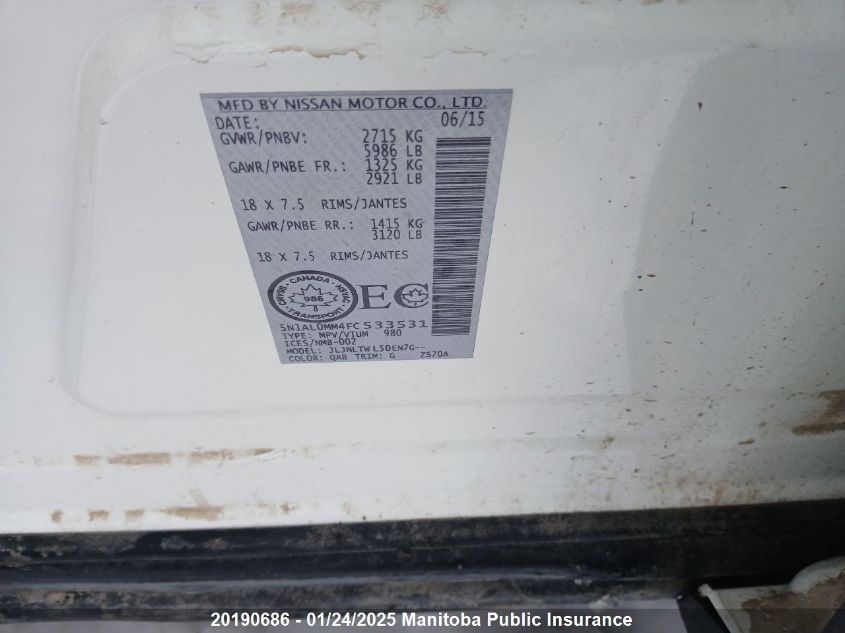 MFD BY NISSAN MOTOR CO., LTD.
DATE: 06/15
GVWR/PNBV: 2715 KG
5986 LB
GAWR/PNBE FR.: 1325 KG
2921 LB
18 X 7.5 RIMS/JANTES
GAWR/PNBE RR.: 1415 KG
3120 LB
18 X 7.5 RIMS/JANTES
CANADA
986
TRANSPORT
EC
5N1AL0MM4FC533531
TYPE: MPV/VTUM 980
ICES/NMB-002
MODEL: JLJNLTWL50EN7G--
COLOR: QAB TRIM: G 7S70A
20190686 - 01/24/2025 Manitoba Public Insurance